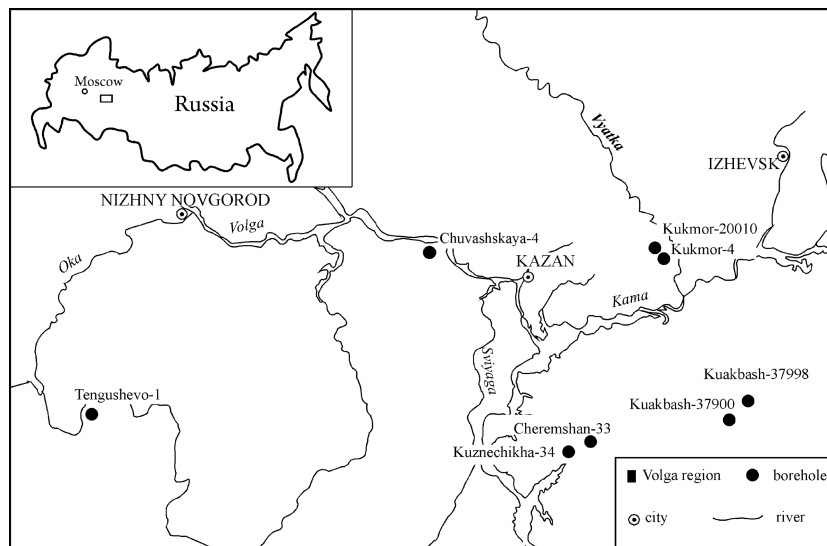 Moscow
Russia
Vyatka
IZHEVSK
NIZHNY NOVGOROD
Volga
Kukmor-20010
Chuvashskaya-4
Kukmor-4
Oka
KAZAN
Kama
Sviyaga
Kuakbash-37998
Tengushevo-1
Kuakbash-37900
Cheremshan-33
Kuznechikha-34
Volga region
borehole
city
river